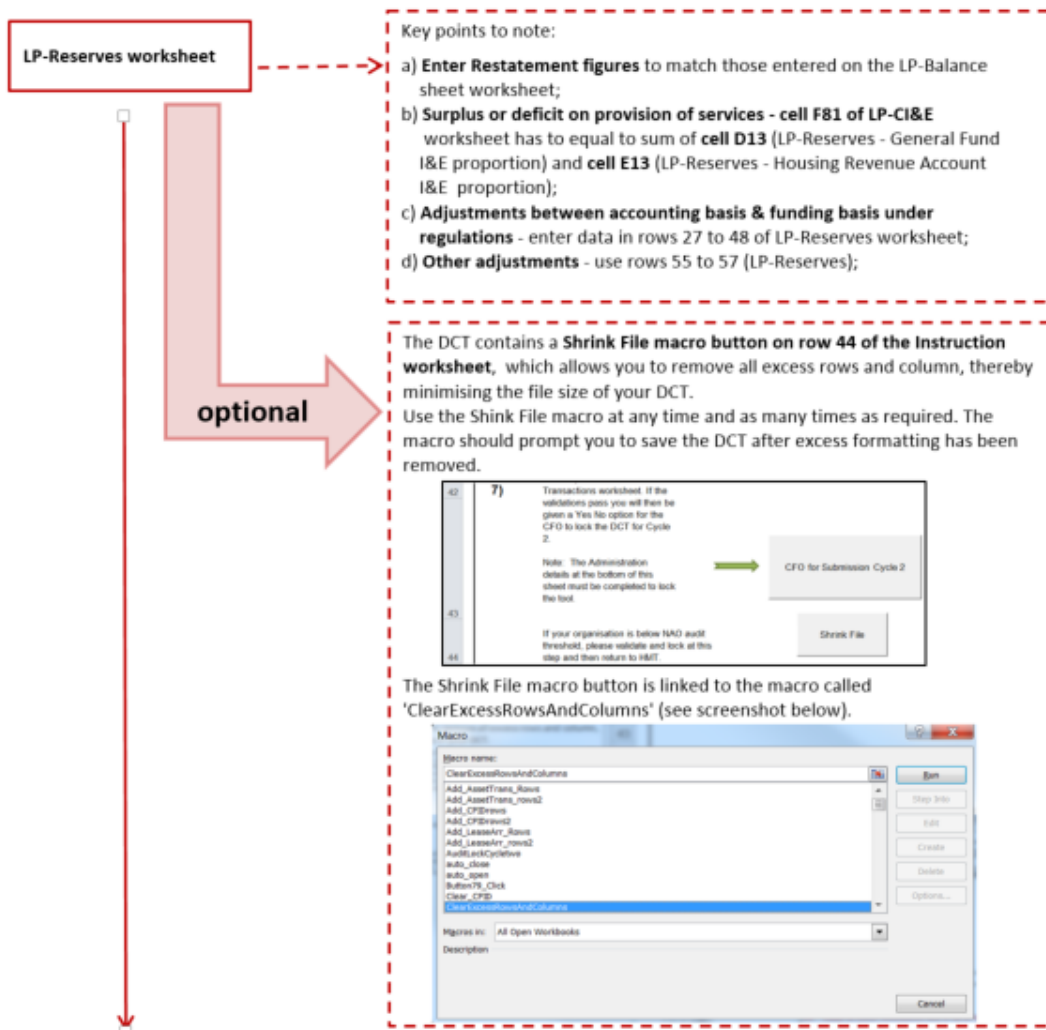 LP-Reserves worksheet
Key points to note:
a) Enter Restatement figures to match those entered on the LP-Balance
sheet worksheet;
b) Surplus or deficit on provision of services - cell F81 of LP-CI&E
worksheet has to equal to sum of cell D13 (LP-Reserves - General Fund
I&E proportion) and cell E13 (LP-Reserves - Housing Revenue Account
I&E proportion);
c) Adjustments between accounting basis & funding basis under
regulations - enter data in rows 27 to 48 of LP-Reserves worksheet;
d) Other adjustments - use rows 55 to 57 (LP-Reserves);
optional
The DCT contains a Shrink File macro button on row 44 of the Instruction
worksheet, which allows you to remove all excess rows and column, thereby
minimising the file size of your DCT.
Use the Shink File macro at any time and as many times as required. The
macro should prompt you to save the DCT after excess formatting has been
removed.
42
7)
Transactions worksheet. If the
validations pass you will then be
given a Yes No option for the
CFO to lock the DCT for Cycle
2.
Note: The Administration
details at the bottom of this
sheet must be completed to lock
the tool.
CFO for Submission Cycle 2
43
If your organisation is below NAO audit
threshold, please validate and lock at this
step and then return to HMT.
Shrink File
44
The Shrink File macro button is linked to the macro called
'ClearExcessRowsAndColumns' (see screenshot below).
Macro
Macro name:
ClearExcessRowsAndColumns
Add_AssetTrans_Rows
Add_AssetTrans_rows2
Add_CPIDrows
Add_CPIDrows2
Add_LeaseArr_Rows
Add_LeaseArr_rows2
AuditLockCycletwo
auto_close
auto_open
Button79_Click
Clear_CPID
ClearExcessRowsAndColumns
Run
Step Into
Edit
Create
Delete
Options...
Macros in: All Open Workbooks
Description
Cancel